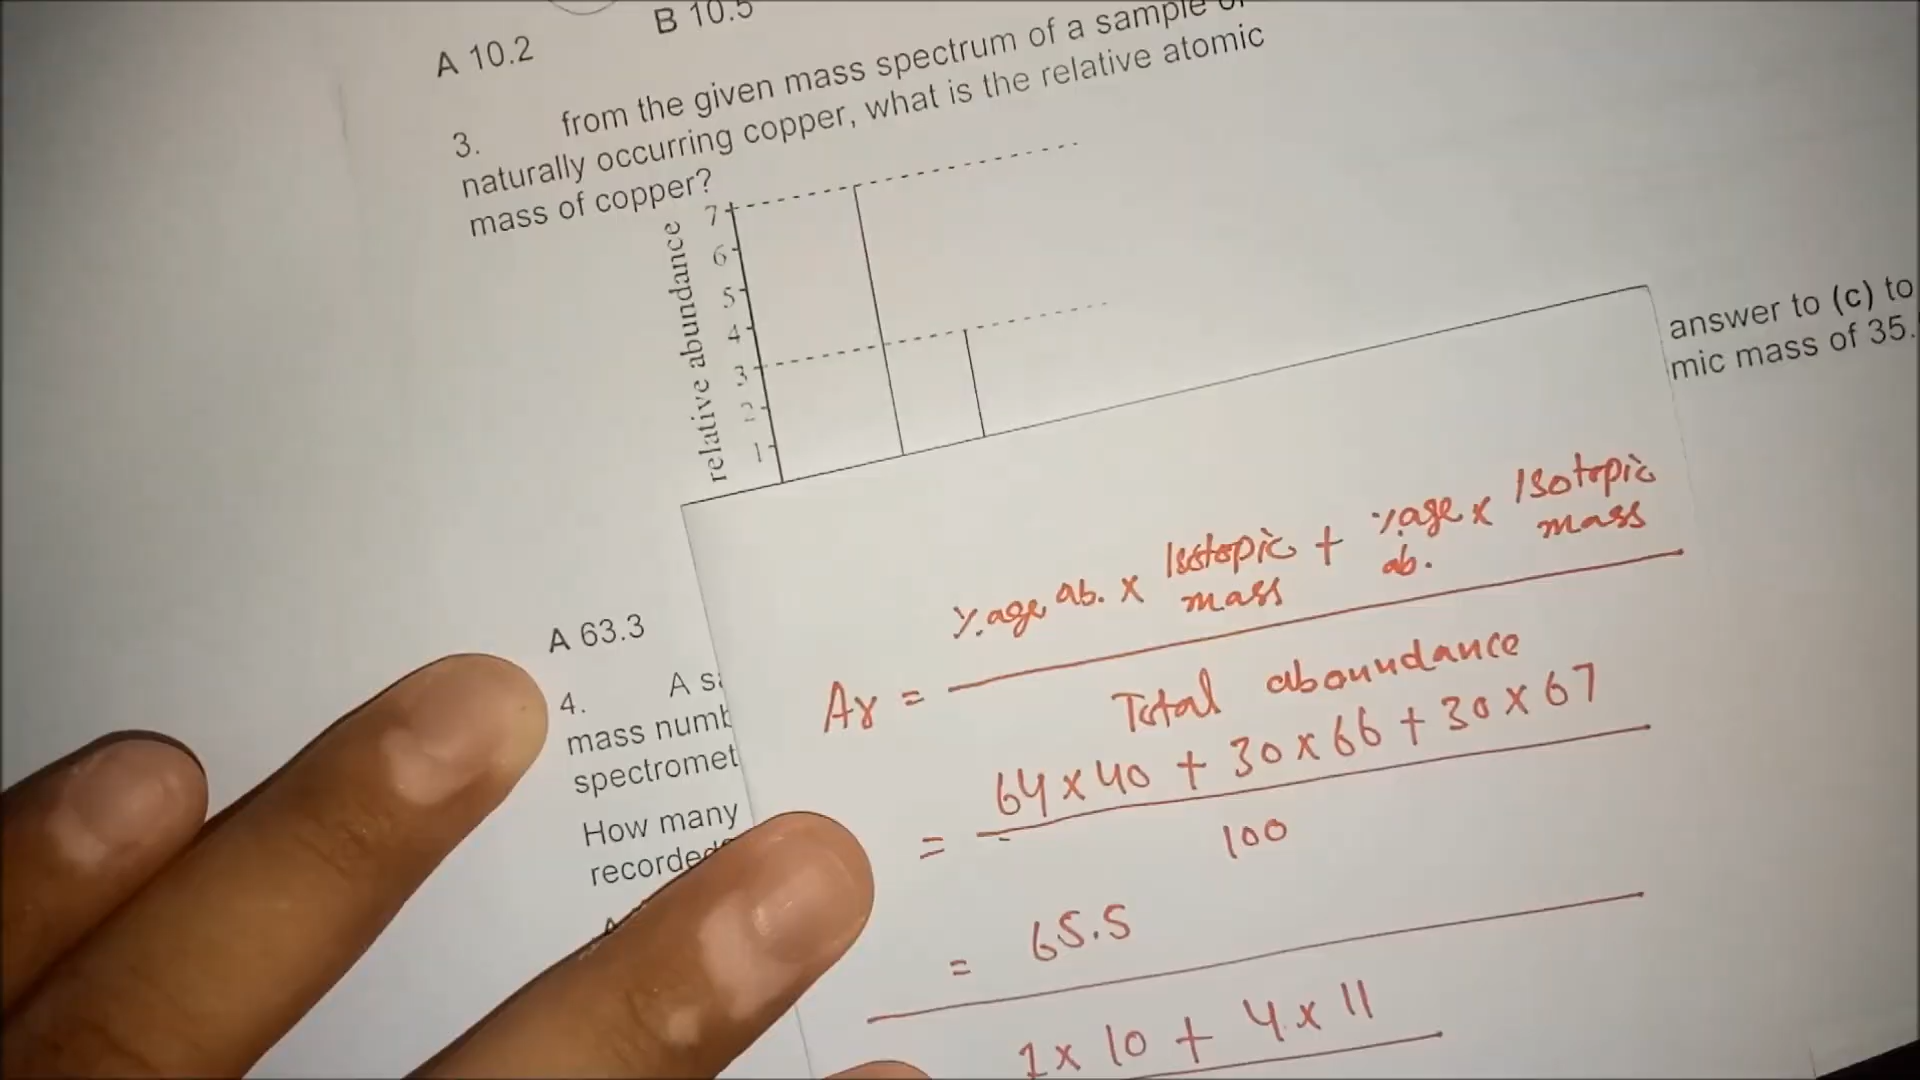 A 10.2
B 10.5
3. from the given mass spectrum of a sample
naturally occurring copper, what is the relative atomic
mass of copper?
relative abundance
7
6
5
4
3
2
1
answer to (c) to
mic mass of 35.
A 63.3
4. A
mass numb
spectromet
How many
recorded
%age ab. x Isotopic mass + %age ab. x Isotopic mass
Ar =
Total aboundance
= 64 x 40 + 30 x 66 + 30 x 67
100
= 65.5
1 x 10 + 4 x 11